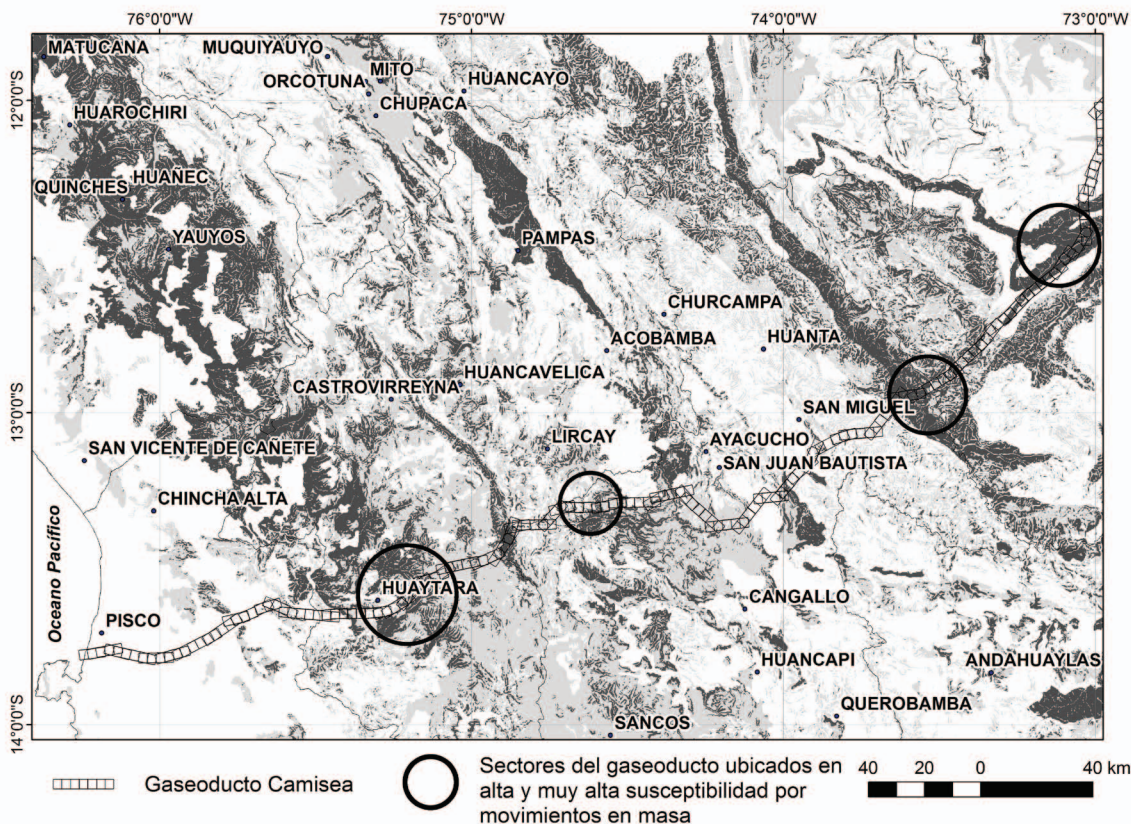 76°0'0"W
75°0'0"W
74°0'0"W
73°0'0"W
MATUCANA
MUQUIYAUYO
MITO
ORCOTUNA
HUANCAYO
12°0'0"S
HUAROCHIRI
CHUPACA
QUINCHES
HUAÑEC
YAUYOS
PAMPAS
CHURCAMPA
HUANTA
ACOBAMBA
HUANCAVELICA
CASTROVIRREYNA
13°0'0"S
SAN MIGUEL
SAN VICENTE DE CAÑETE
LIRCAY
AYACUCHO
SAN JUAN BAUTISTA
CHINCHA ALTA
Oceano Pacífico
HUAYTARA
CANGALLO
PISCO
HUANCAPI
ANDAHUAYLAS
QUEROBAMBA
SANCOS
14°0'0"S
Gaseoducto Camisea
Sectores del gaseoducto ubicados en
alta y muy alta susceptibilidad por
movimientos en masa
40 20 0 40 km